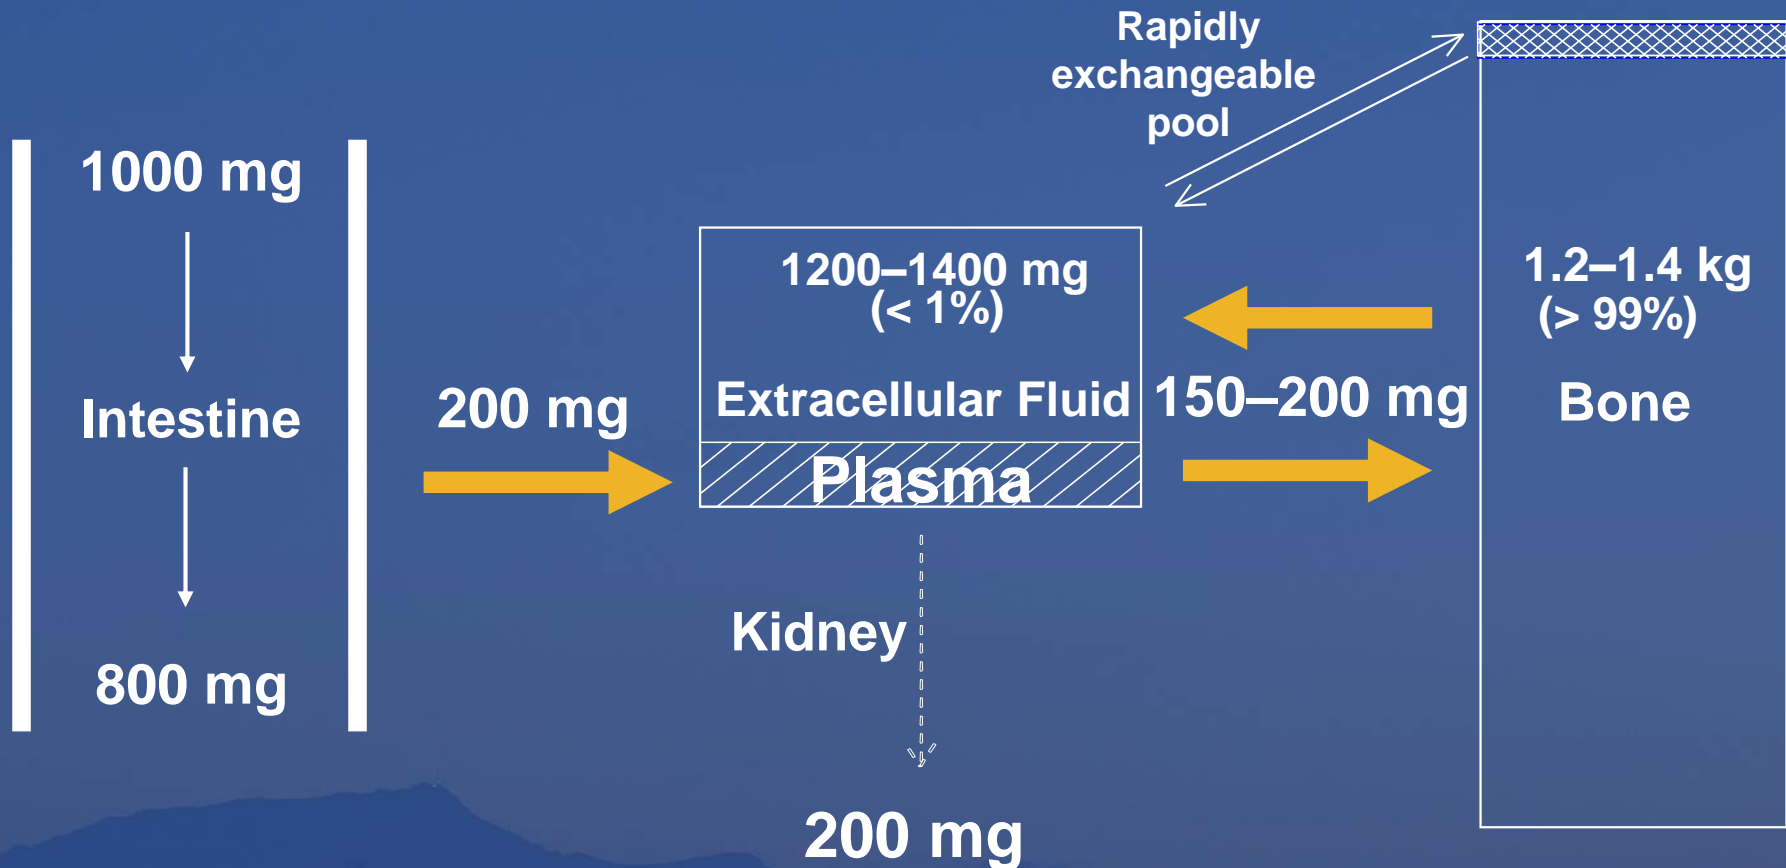 Rapidly
exchangeable
pool
1000 mg
Intestine
800 mg
200 mg
1200–1400 mg
(< 1%)
Extracellular Fluid
Plasma
Kidney
200 mg
150–200 mg
1.2–1.4 kg
(> 99%)
Bone